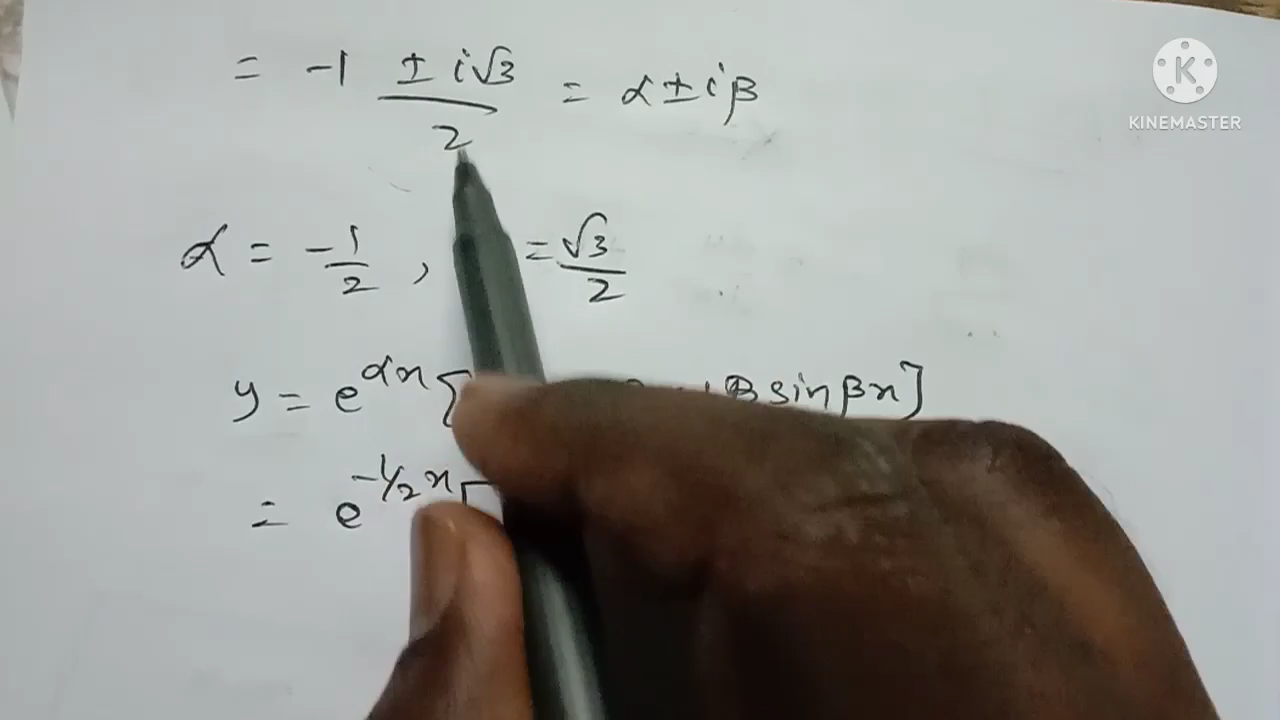 = -1 ± i√3 / 2 = α ± iβ
KINEMASTER
α = -1/2 , = √3/2
y = e^αx [ B sin βx]
= e^-1/2 x [